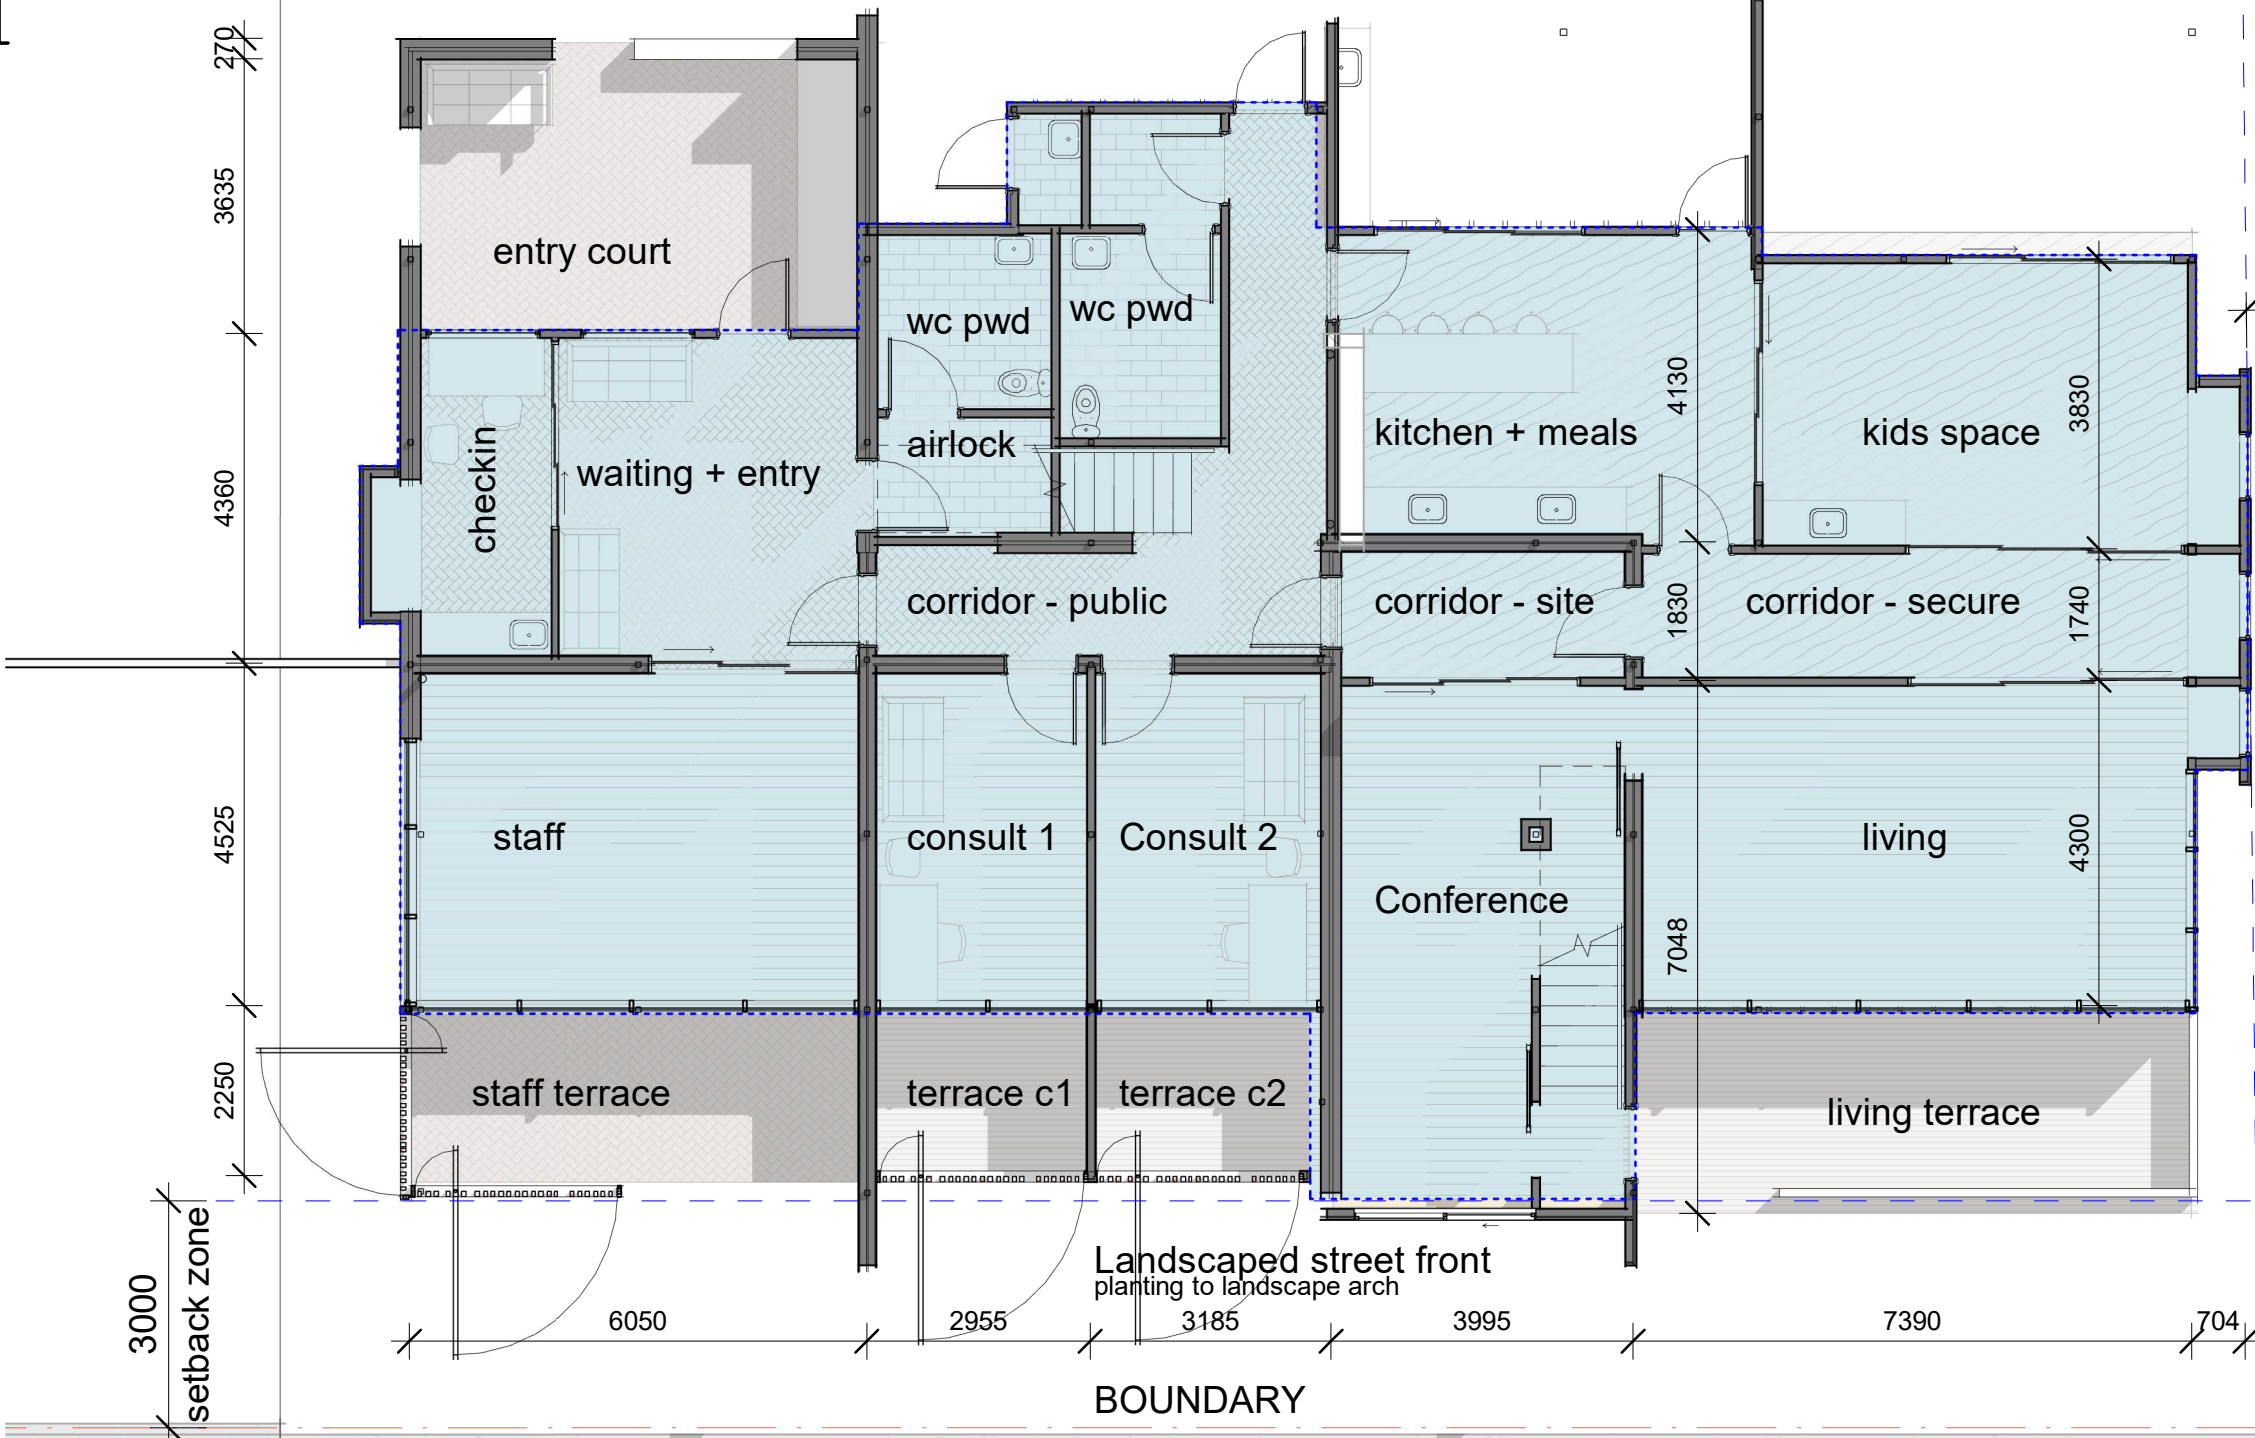 270
3635
entry court
wc pwd
wc pwd
4360
checkin
waiting + entry
airlock
kitchen + meals
4130
kids space
3830
corridor - public
corridor - site
1830
corridor - secure
1740
4525
staff
consult 1
Consult 2
Conference
7048
living
4300
2250
staff terrace
terrace c1
terrace c2
living terrace
3000
setback zone
Landscaped street front
planting to landscape arch
6050
2955
3185
3995
7390
704
BOUNDARY